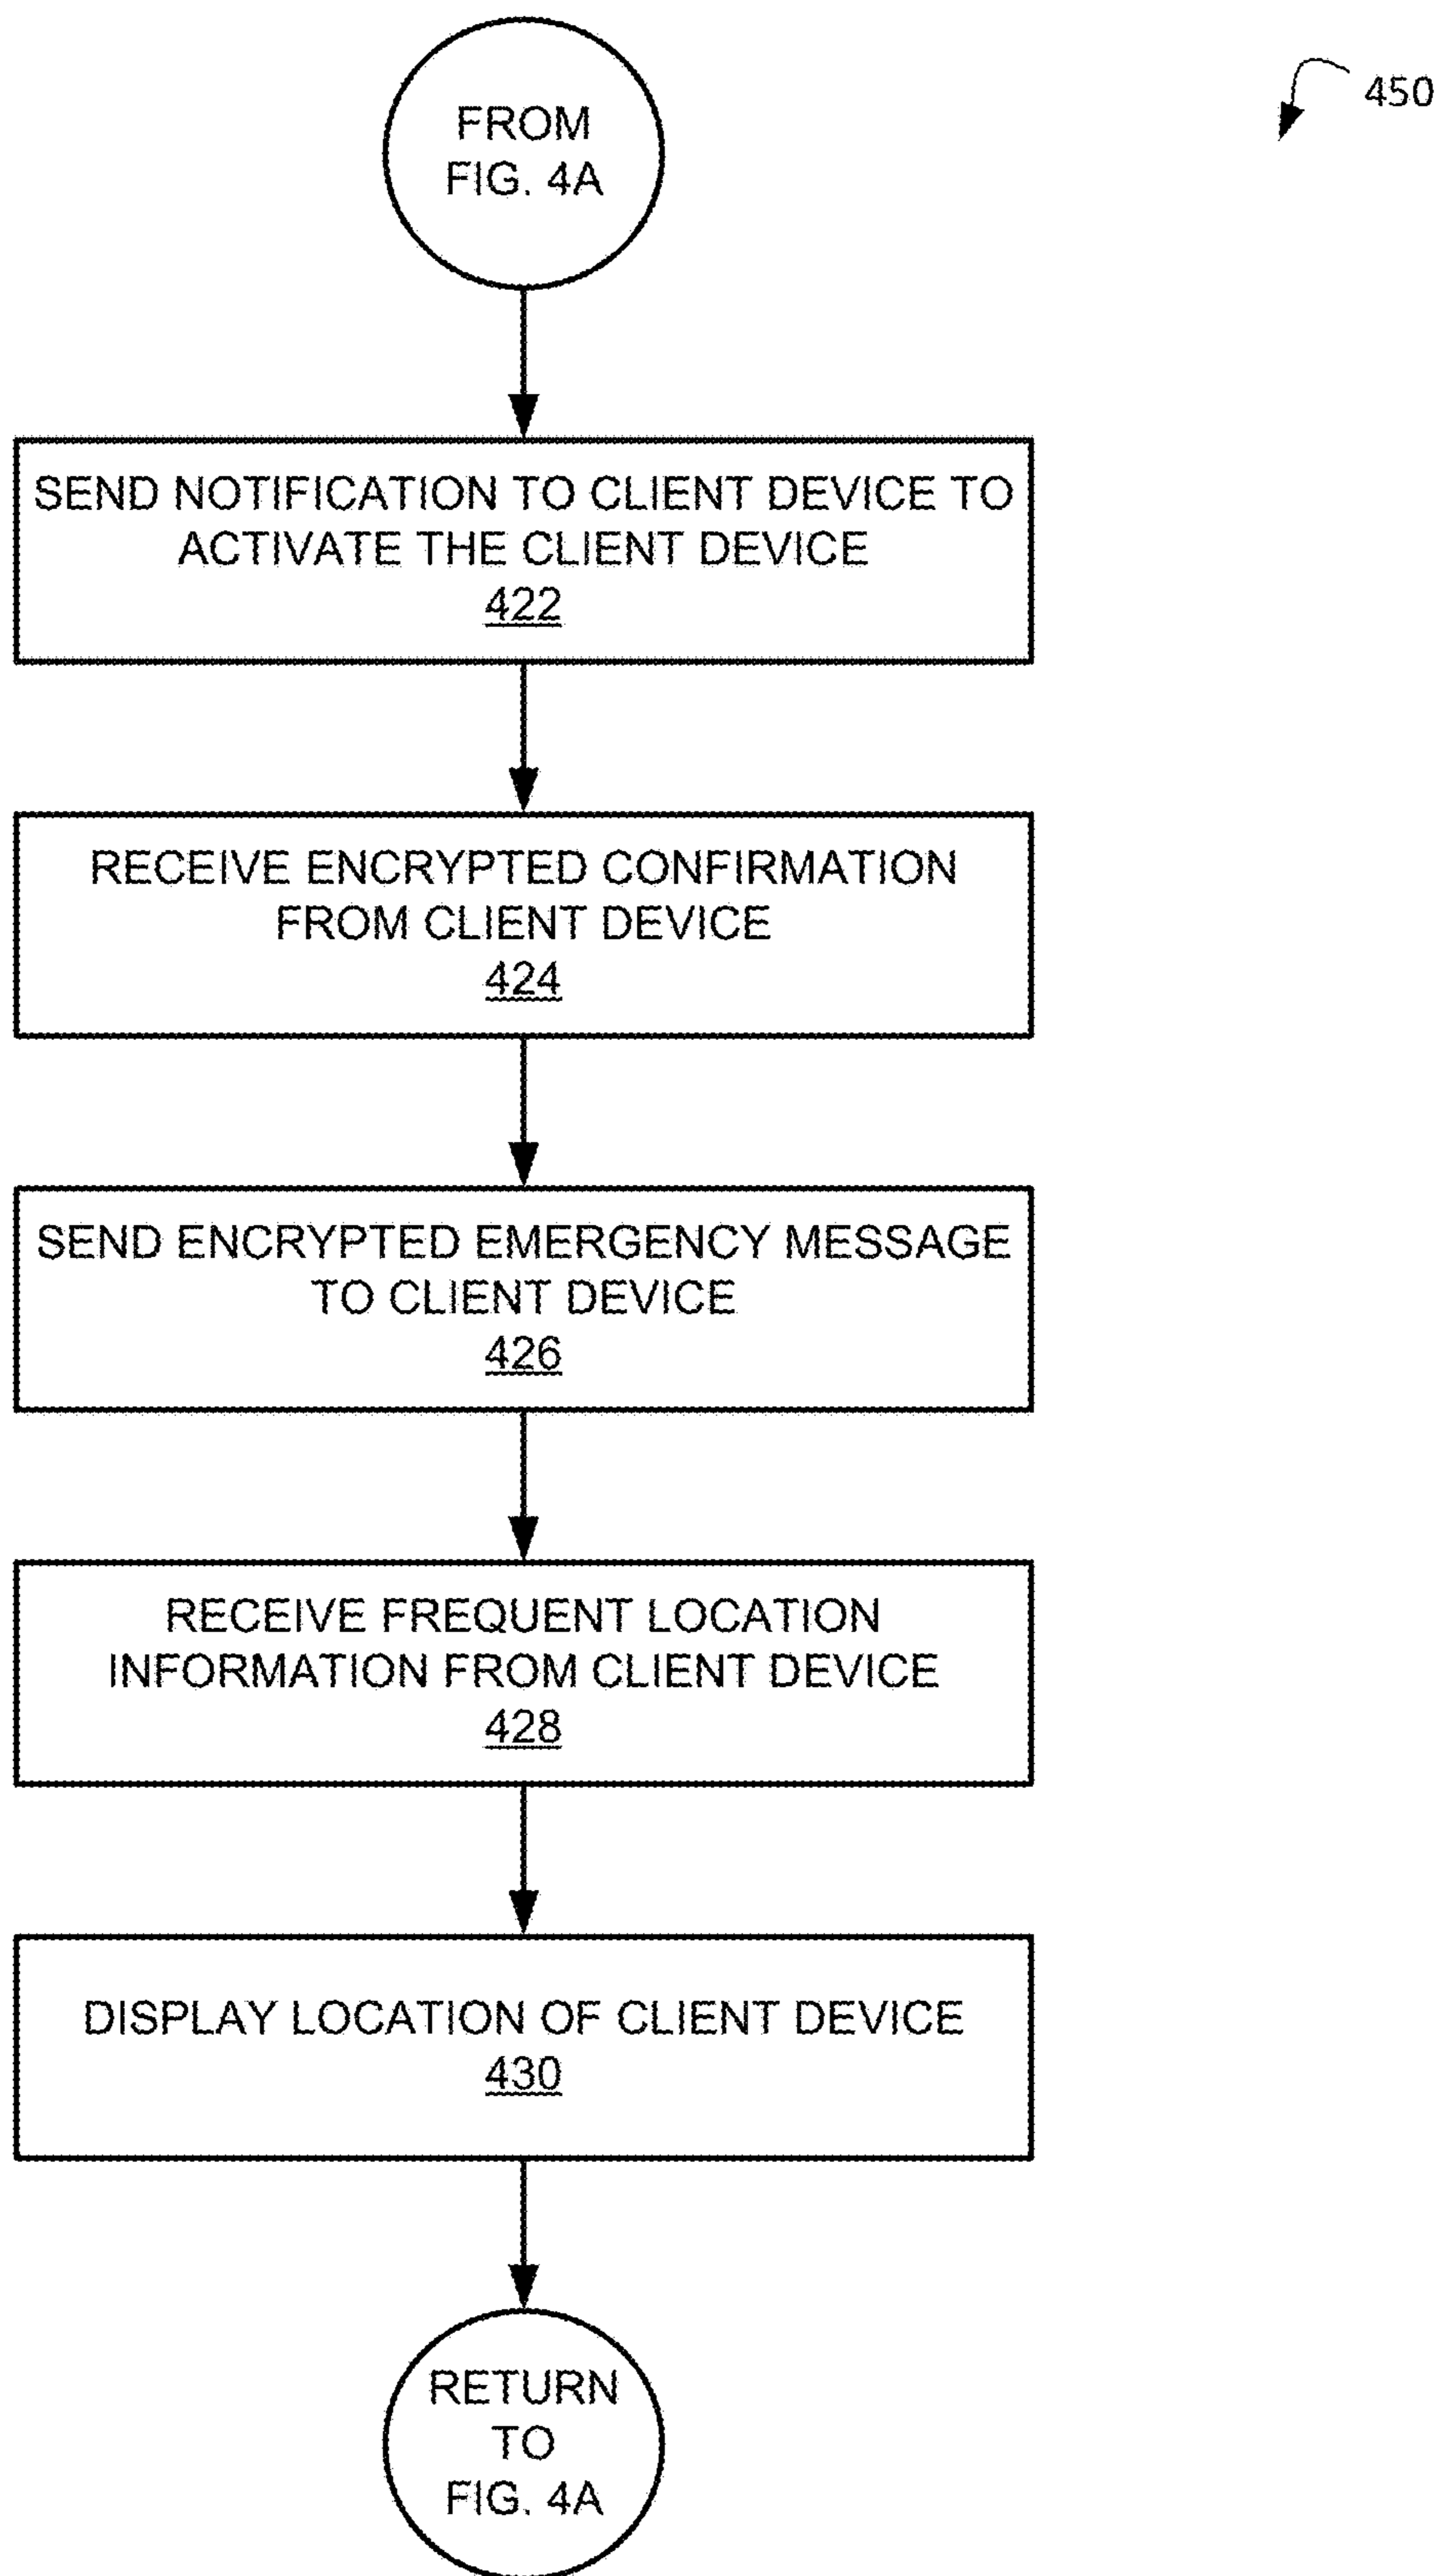 FROM
FIG. 4A
450
SEND NOTIFICATION TO CLIENT DEVICE TO
ACTIVATE THE CLIENT DEVICE
422
RECEIVE ENCRYPTED CONFIRMATION
FROM CLIENT DEVICE
424
SEND ENCRYPTED EMERGENCY MESSAGE
TO CLIENT DEVICE
426
RECEIVE FREQUENT LOCATION
INFORMATION FROM CLIENT DEVICE
428
DISPLAY LOCATION OF CLIENT DEVICE
430
RETURN
TO
FIG. 4A